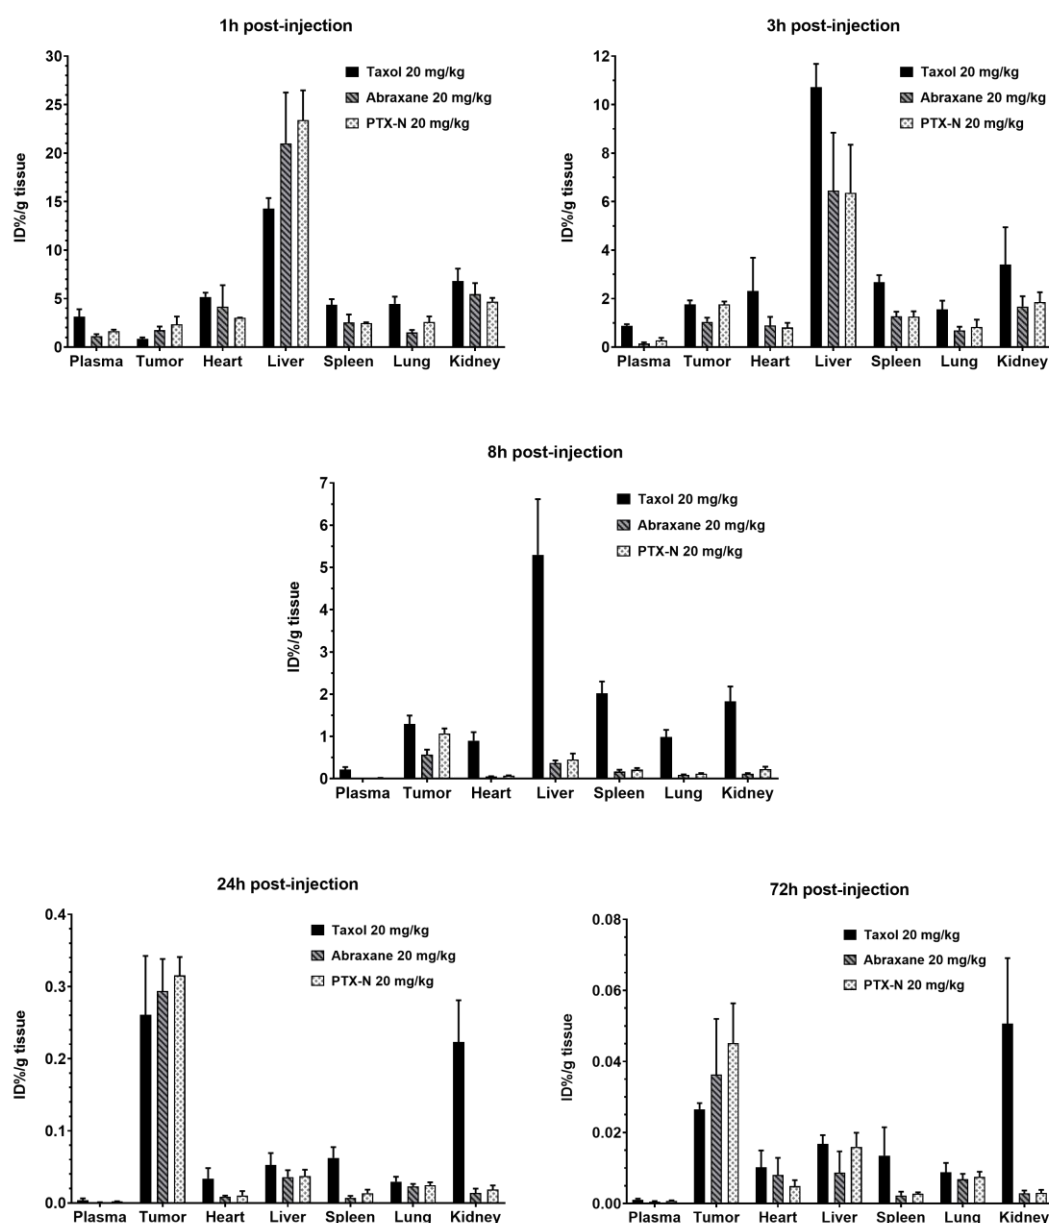 1h post-injection
30
25
20
15
10
5
0
ID%/g tissue
Taxol 20 mg/kg
Abraxane 20 mg/kg
PTX-N 20 mg/kg
Plasma Tumor Heart Liver Spleen Lung Kidney
3h post-injection
12
10
8
6
4
2
0
ID%/g tissue
Taxol 20 mg/kg
Abraxane 20 mg/kg
PTX-N 20 mg/kg
Plasma Tumor Heart Liver Spleen Lung Kidney
8h post-injection
7
6
5
4
3
2
1
0
ID%/g tissue
Taxol 20 mg/kg
Abraxane 20 mg/kg
PTX-N 20 mg/kg
Plasma Tumor Heart Liver Spleen Lung Kidney
24h post-injection
0.4
0.3
0.2
0.1
0.0
ID%/g tissue
Taxol 20 mg/kg
Abraxane 20 mg/kg
PTX-N 20 mg/kg
Plasma Tumor Heart Liver Spleen Lung Kidney
72h post-injection
0.08
0.06
0.04
0.02
0.00
ID%/g tissue
Taxol 20 mg/kg
Abraxane 20 mg/kg
PTX-N 20 mg/kg
Plasma Tumor Heart Liver Spleen Lung Kidney